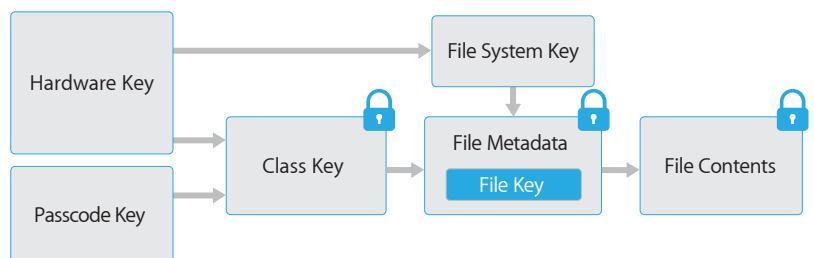 Hardware Key
File System Key
Class Key
File Metadata
File Key
File Contents
Passcode Key